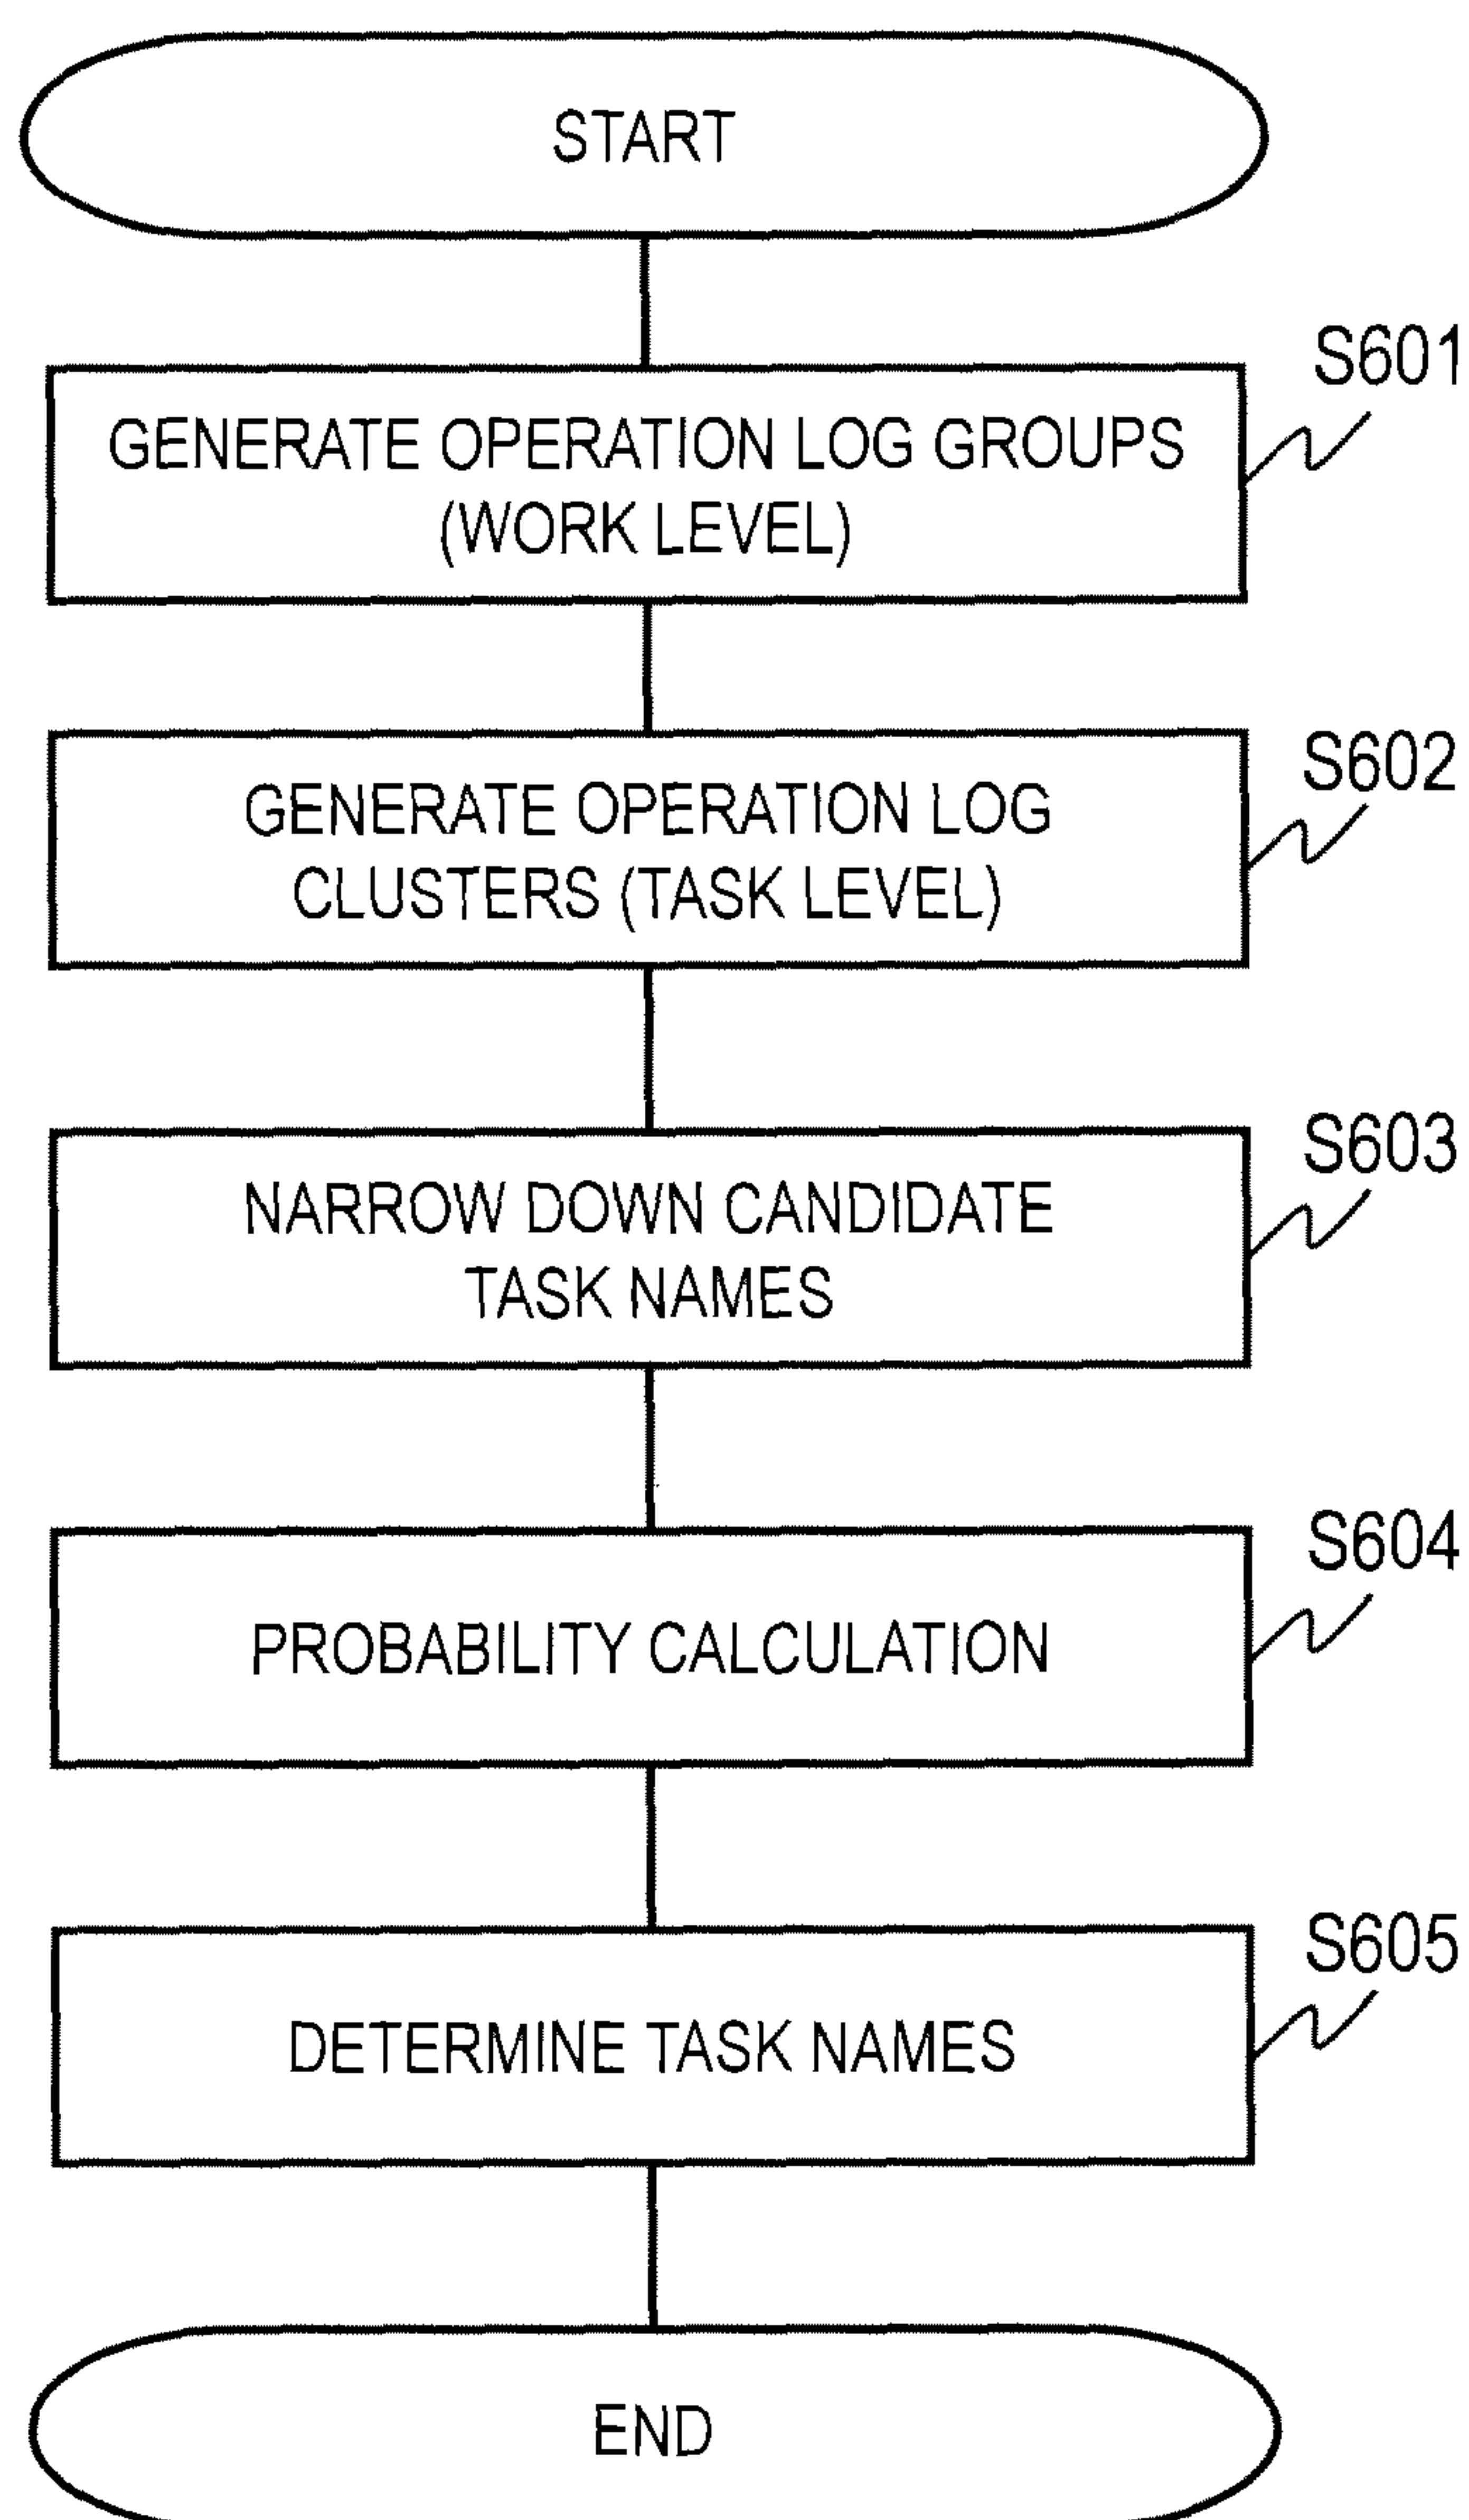 START
S601
GENERATE OPERATION LOG GROUPS
(WORK LEVEL)
S602
GENERATE OPERATION LOG
CLUSTERS (TASK LEVEL)
S603
NARROW DOWN CANDIDATE
TASK NAMES
S604
PROBABILITY CALCULATION
S605
DETERMINE TASK NAMES
END